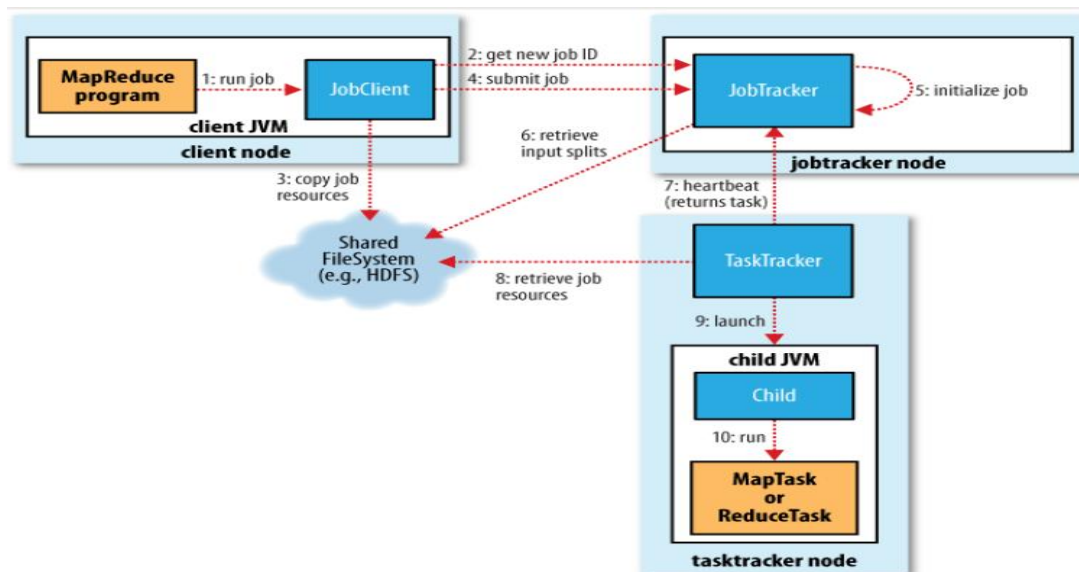 MapReduce
program
1: run job
JobClient
client JVM
client node
2: get new job ID
4: submit job
JobTracker
5: initialize job
jobtracker node
3: copy job
resources
6: retrieve
input splits
7: heartbeat
(returns task)
Shared
FileSystem
(e.g., HDFS)
8: retrieve job
resources
TaskTracker
9: launch
child JVM
Child
10: run
MapTask
or
ReduceTask
tasktracker node